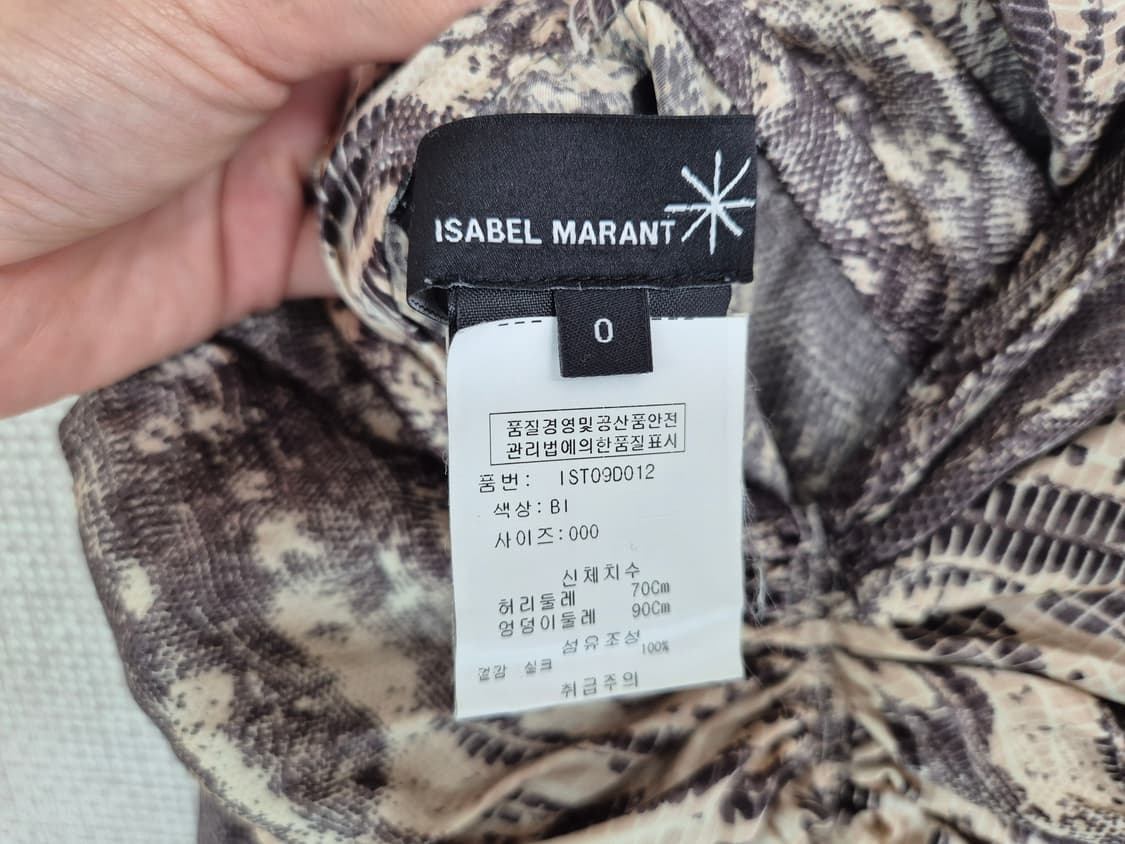 ISABEL MARANT
0
품질경영및공산품안전
관리법에의한품질표시
품번: IST09D012
색상:BI
사이즈:000
신체치수
허리둘레 70Cm
엉덩이둘레 90Cm
섬유조성
겉감 실크 100%
취급주의